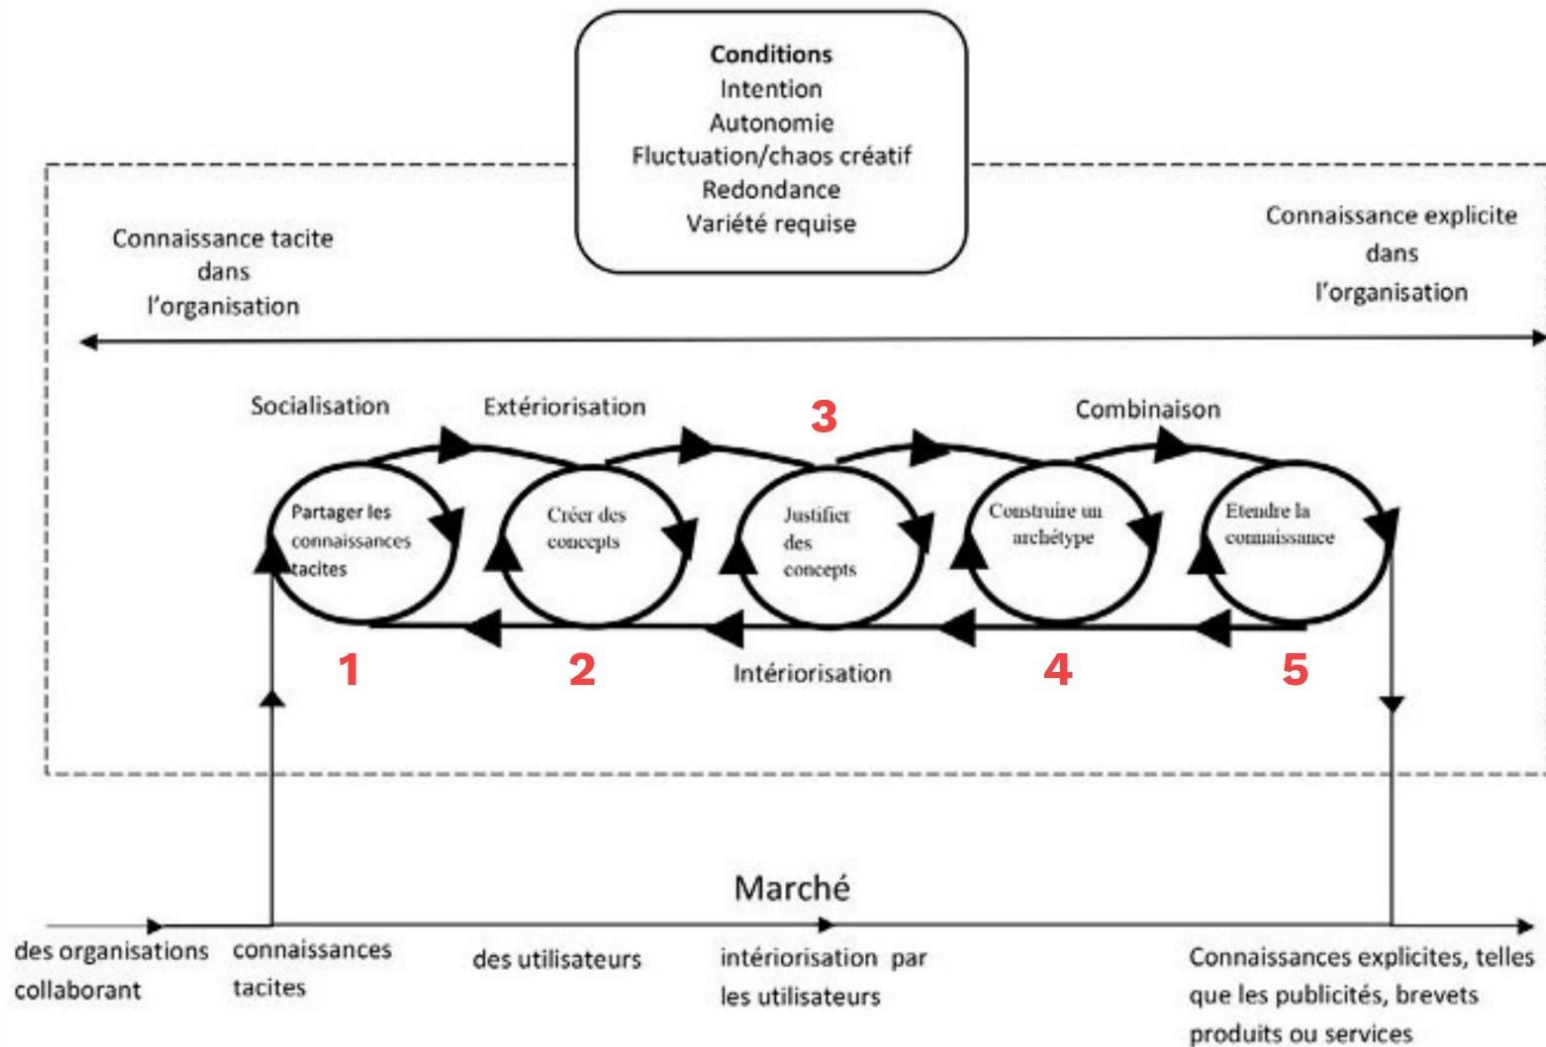 Conditions
Intention
Autonomie
Fluctuation/chaos créatif
Redondance
Variété requise
Connaissance tacite
dans
l'organisation
Connaissance explicite
dans
l'organisation
Socialisation
Extériorisation
3
Combinaison
Partager les
connaissances
tacites
Créer des
concepts
Justifier
des
concepts
Construire un
archétype
Etendre la
connaissance
1
2
Intériorisation
4
5
Marché
des organisations
collaborant
connaissances
tacites
des utilisateurs
intériorisation par
les utilisateurs
Connaissances explicites, telles
que les publicités, brevets
produits ou services